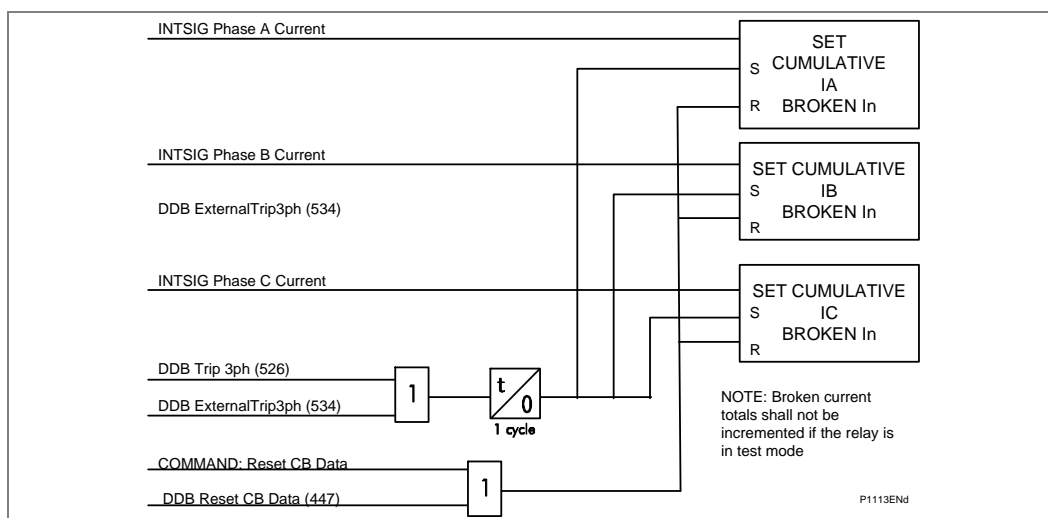 INTSIG Phase A Current
SET
CUMULATIVE
IA
BROKEN In
S
R
INTSIG Phase B Current
SET CUMULATIVE
IB
BROKEN In
S
R
DDB ExternalTrip3ph (534)
INTSIG Phase C Current
SET CUMULATIVE
IC
BROKEN In
S
R
DDB Trip 3ph (526)
DDB ExternalTrip3ph (534)
1
t
0
1 cycle
NOTE: Broken current
totals shall not be
incremented if the relay is
in test mode
COMMAND: Reset CB Data
DDB Reset CB Data (447)
1
P1113ENd